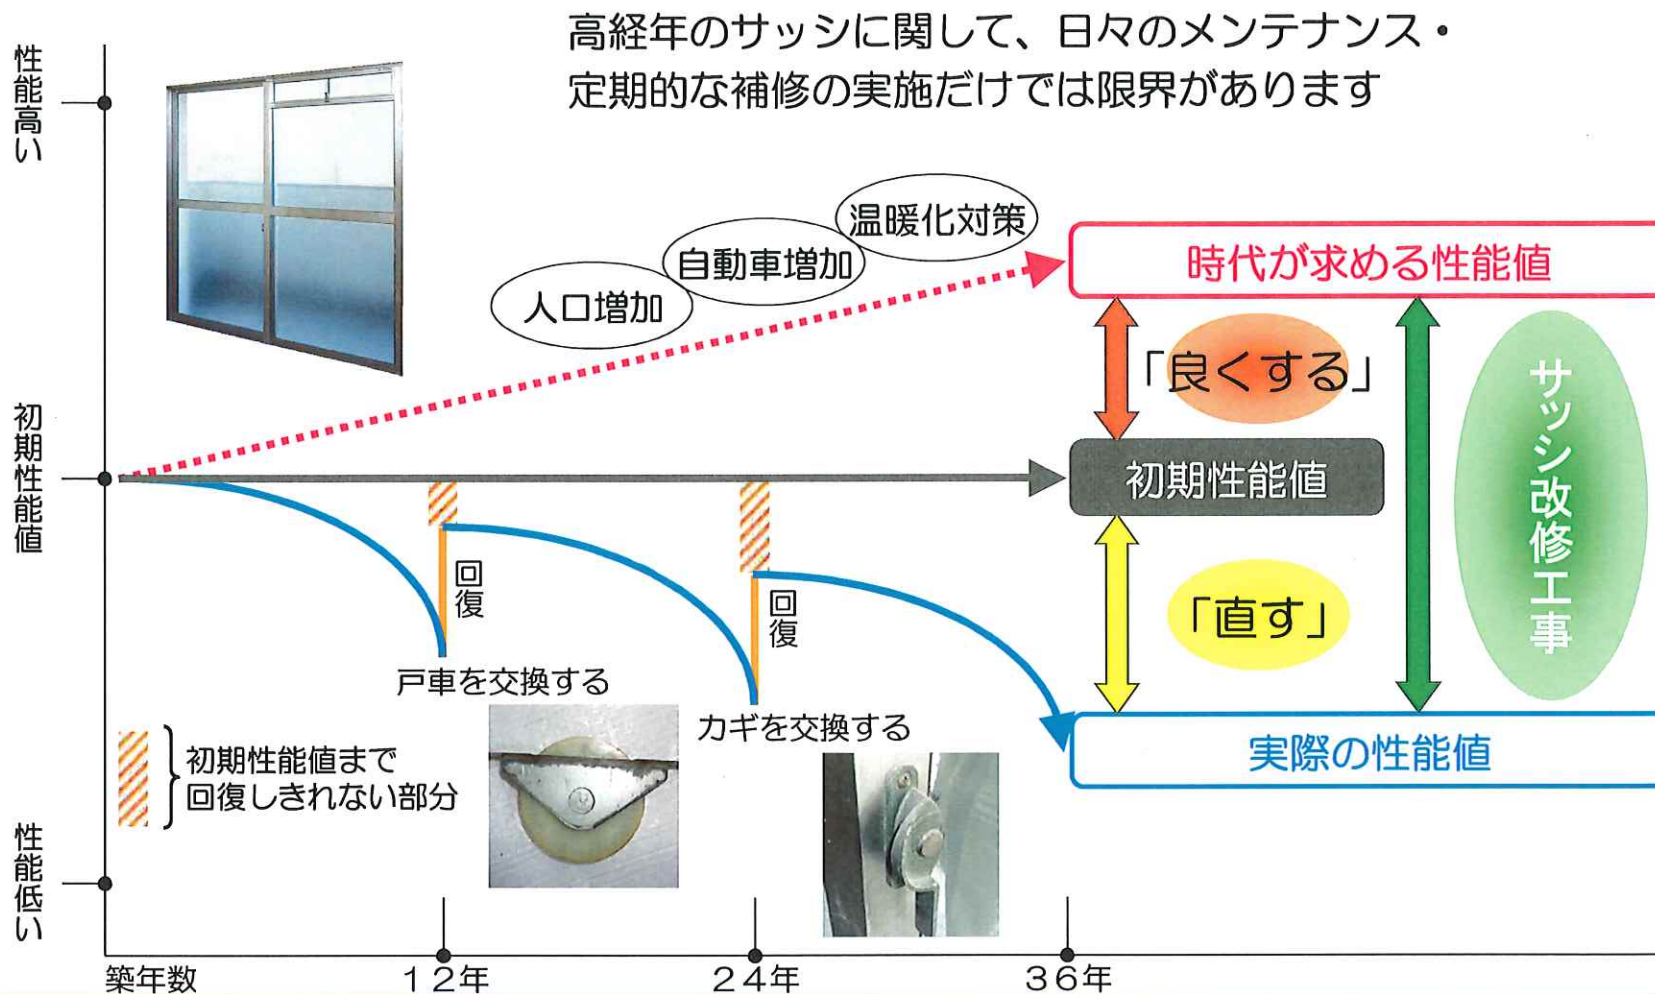 高経年のサッシに関して、日々のメンテナンス・
定期的な補修の実施だけでは限界があります
性能高い
温暖化対策
自動車増加
人口増加
時代が求める性能値
「良くする」
サッシ改修工事
初期性能値
初期性能値
回復
回復
「直す」
戸車を交換する
カギを交換する
実際の性能値
初期性能値まで
回復しきれない部分
性能低い
築年数
12年
24年
36年